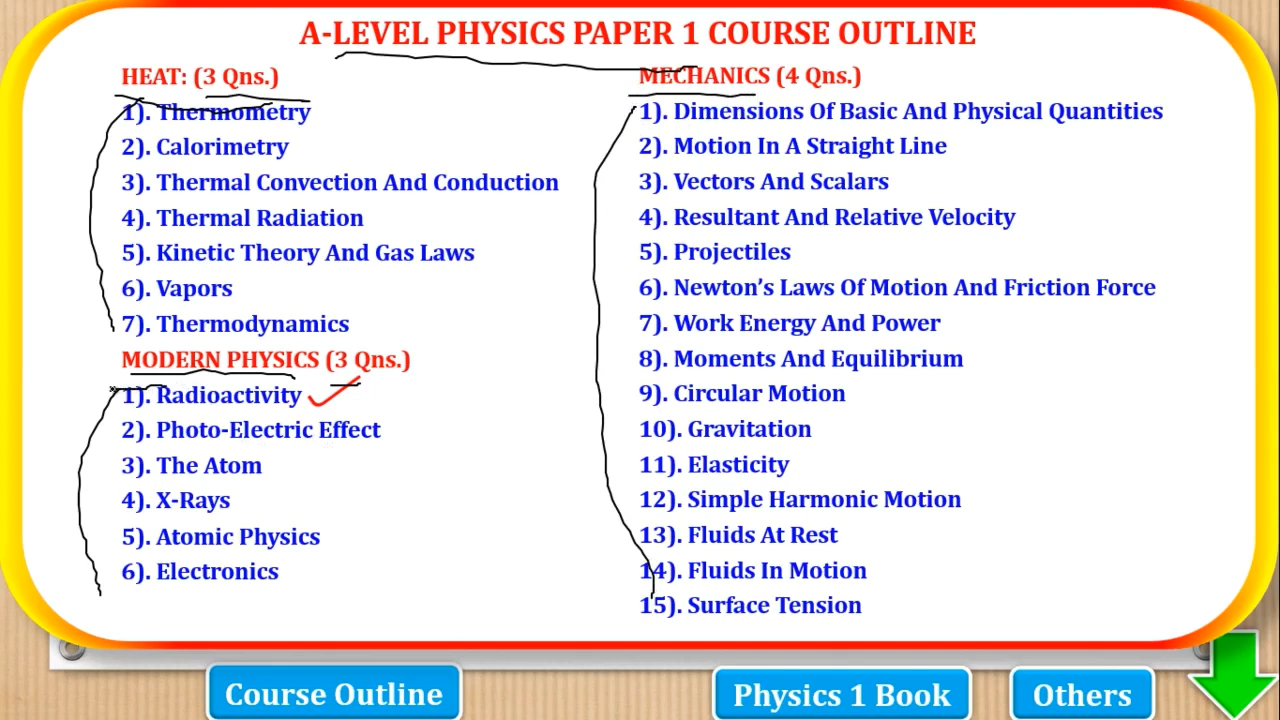 A-LEVEL PHYSICS PAPER 1 COURSE OUTLINE
HEAT: (3 Qns.)
1). Thermometry
2). Calorimetry
3). Thermal Convection And Conduction
4). Thermal Radiation
5). Kinetic Theory And Gas Laws
6). Vapors
7). Thermodynamics
MODERN PHYSICS (3 Qns.)
1). Radioactivity
2). Photo-Electric Effect
3). The Atom
4). X-Rays
5). Atomic Physics
6). Electronics
MECHANICS (4 Qns.)
1). Dimensions Of Basic And Physical Quantities
2). Motion In A Straight Line
3). Vectors And Scalars
4). Resultant And Relative Velocity
5). Projectiles
6). Newton’s Laws Of Motion And Friction Force
7). Work Energy And Power
8). Moments And Equilibrium
9). Circular Motion
10). Gravitation
11). Elasticity
12). Simple Harmonic Motion
13). Fluids At Rest
14). Fluids In Motion
15). Surface Tension
Course Outline
Physics 1 Book
Others